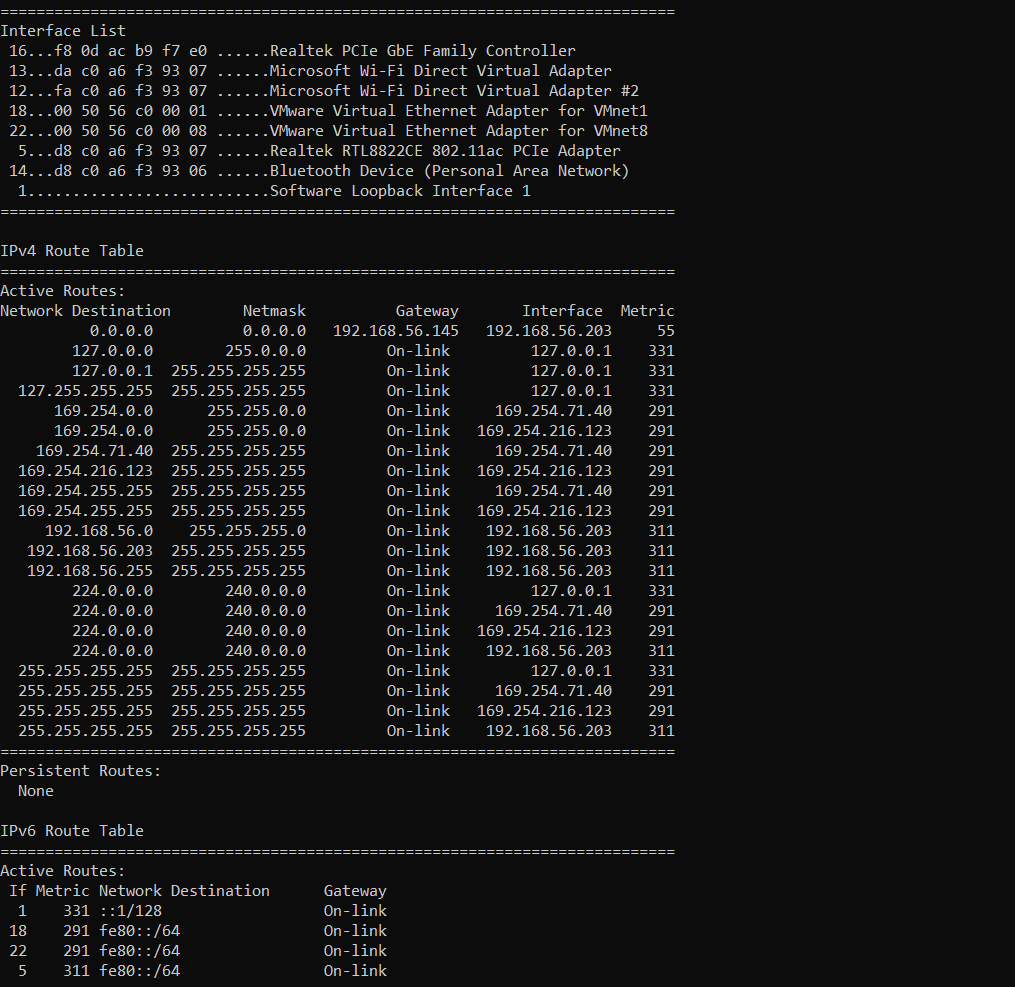 ===========================================================================
Interface List
 16...f8 0d ac b9 f7 e0 ......Realtek PCIe GbE Family Controller
 13...da c0 a6 f3 93 07 ......Microsoft Wi-Fi Direct Virtual Adapter
 12...fa c0 a6 f3 93 07 ......Microsoft Wi-Fi Direct Virtual Adapter #2
 18...00 50 56 c0 00 01 ......VMware Virtual Ethernet Adapter for VMnet1
 22...00 50 56 c0 00 08 ......VMware Virtual Ethernet Adapter for VMnet8
  5...d8 c0 a6 f3 93 07 ......Realtek RTL8822CE 802.11ac PCIe Adapter
 14...d8 c0 a6 f3 93 06 ......Bluetooth Device (Personal Area Network)
  1...........................Software Loopback Interface 1
===========================================================================

IPv4 Route Table
===========================================================================
Active Routes:
Network Destination        Netmask          Gateway       Interface  Metric
          0.0.0.0          0.0.0.0   192.168.56.145   192.168.56.203     55
        127.0.0.0        255.0.0.0         On-link         127.0.0.1    331
        127.0.0.1  255.255.255.255         On-link         127.0.0.1    331
  127.255.255.255  255.255.255.255         On-link         127.0.0.1    331
      169.254.0.0      255.255.0.0         On-link     169.254.71.40    291
      169.254.0.0      255.255.0.0         On-link   169.254.216.123    291
    169.254.71.40  255.255.255.255         On-link     169.254.71.40    291
  169.254.216.123  255.255.255.255         On-link   169.254.216.123    291
  169.254.255.255  255.255.255.255         On-link     169.254.71.40    291
  169.254.255.255  255.255.255.255         On-link   169.254.216.123    291
     192.168.56.0    255.255.255.0         On-link    192.168.56.203    311
   192.168.56.203  255.255.255.255         On-link    192.168.56.203    311
   192.168.56.255  255.255.255.255         On-link    192.168.56.203    311
        224.0.0.0        240.0.0.0         On-link         127.0.0.1    331
        224.0.0.0        240.0.0.0         On-link     169.254.71.40    291
        224.0.0.0        240.0.0.0         On-link   169.254.216.123    291
        224.0.0.0        240.0.0.0         On-link    192.168.56.203    311
  255.255.255.255  255.255.255.255         On-link         127.0.0.1    331
  255.255.255.255  255.255.255.255         On-link     169.254.71.40    291
  255.255.255.255  255.255.255.255         On-link   169.254.216.123    291
  255.255.255.255  255.255.255.255         On-link    192.168.56.203    311
===========================================================================
Persistent Routes:
  None

IPv6 Route Table
===========================================================================
Active Routes:
 If Metric Network Destination      Gateway
  1    331 ::1/128                  On-link
 18    291 fe80::/64                On-link
 22    291 fe80::/64                On-link
  5    311 fe80::/64                On-link